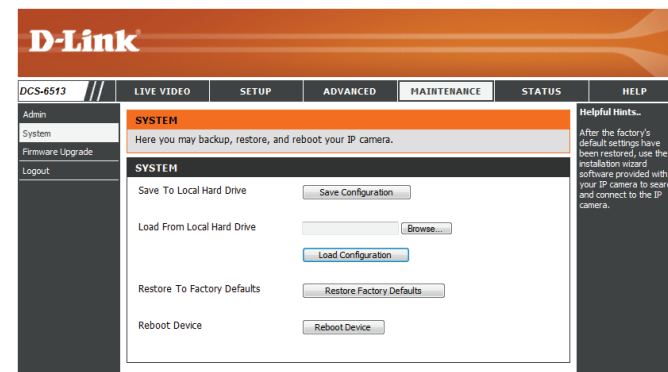 D-Link
DCS-6513
LIVE VIDEO
SETUP
ADVANCED
MAINTENANCE
STATUS
HELP
Admin
System
Firmware Upgrade
Logout
SYSTEM
Here you may backup, restore, and reboot your IP camera.
SYSTEM
Save To Local Hard Drive
Save Configuration
Load From Local Hard Drive
Browse...
Load Configuration
Restore To Factory Defaults
Restore Factory Defaults
Reboot Device
Reboot Device
Helpful Hints..
After the factory's
default settings have
been restored, use the
installation wizard
software provided with
your IP camera to sear
and connect to the IP
camera.